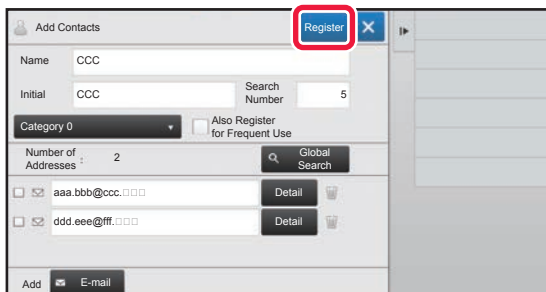 Add Contacts
Register
Name
CCC
Initial
CCC
Search
Number
5
Category 0
Also Register
for Frequent Use
Number of
Addresses :
2
Global
Search
aaa.bbb@ccc.□□□
Detail
ddd.eee@fff.□□□
Detail
Add
E-mail